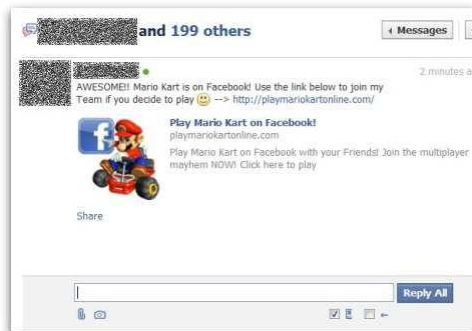 and 199 others
Messages
2 minutes a
AWESOME!! Mario Kart is on Facebook! Use the link below to join my
Team if you decide to play --> http://playmariokartonline.com/
Play Mario Kart on Facebook!
playmariokartonline.com
Play Mario Kart on Facebook with your Friends! Join the multiplayer
mayhem NOW! Click here to play
Share
Reply All